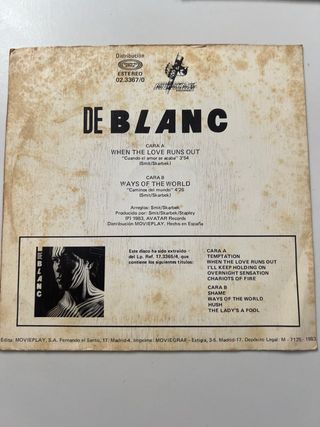 Distribución
movieplay
ESTEREO
02.3367/0
DE BLANC
CARA A
WHEN THE LOVE RUNS OUT
"Cuando el amor se acaba" 3'54
(Smit/Skarbek)
CARA B
WAYS OF THE WORLD
"Caminos del mundo" 4'26
(Smit/Skarbek)
Arreglos: Smit/Skarbek.
Producido por: Smit/Skarbek/Stapley
(P) 1983, AVATAR Records
Distribución MOVIEPLAY. Hecho en España
DE BLANC
Este disco ha sido extraído
del Lp. Ref. 17.3365/4, que
contiene los siguientes títulos:
CARA A
TEMPTATION
WHEN THE LOVE RUNS OUT
I'LL KEEP HOLDING ON
OVERNIGHT SENSATION
CHARIOTS OF FIRE
CARA B
SHAME
WAYS OF THE WORLD
HUSH
THE LADY'S A FOOL
Edita: MOVIEPLAY, S.A. Fernando el Santo, 17. Madrid-4. Imprime: MOVIEGRAF - Estigia, 3-5. Madrid-17. Depósito Legal: M - 7125 - 1983